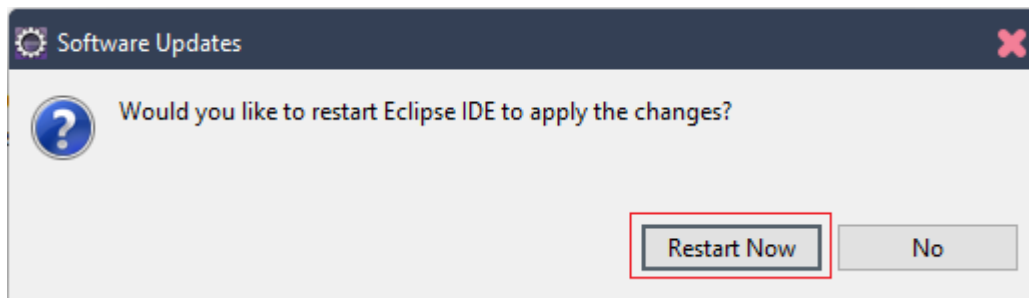 Software Updates
Would you like to restart Eclipse IDE to apply the changes?
Restart Now
No